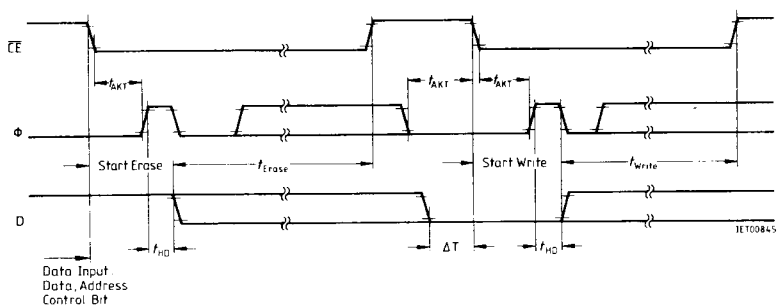 CE
tAKT
tAKT
tAKT
Φ
Start Erase
tErase
Start Write
tWrite
D
IET00845
tHD
ΔT
tHD
Data Input
Data, Address
Control Bit